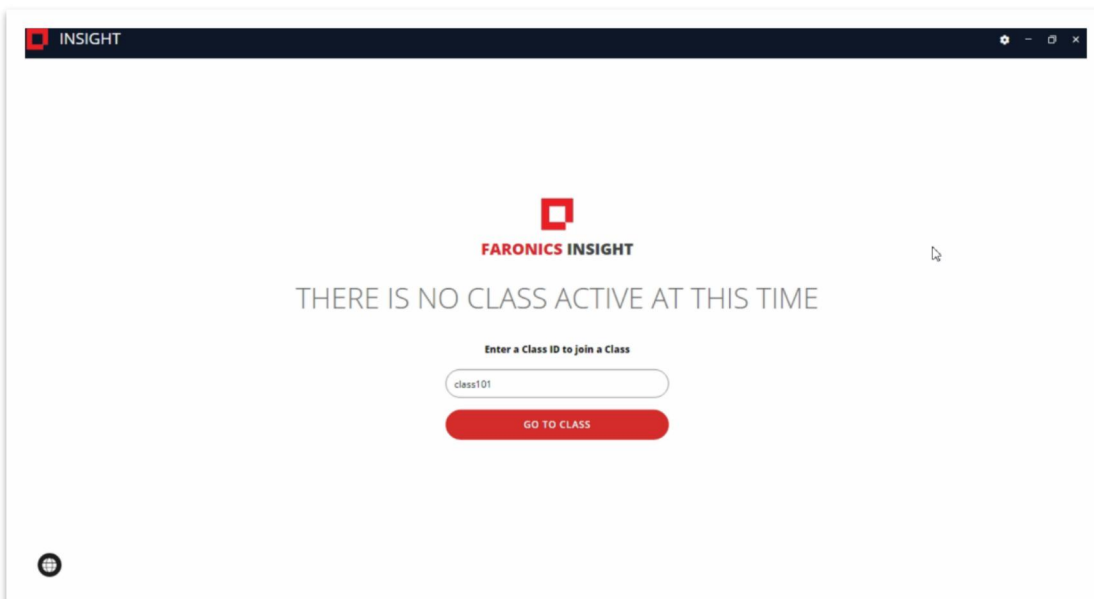 INSIGHT
FARONICS INSIGHT
THERE IS NO CLASS ACTIVE AT THIS TIME
Enter a Class ID to join a Class
class101
GO TO CLASS